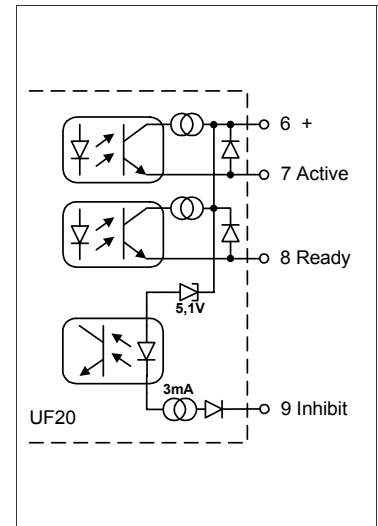 6 +
7 Active
8 Ready
5,1V
3mA
9 Inhibit
UF20